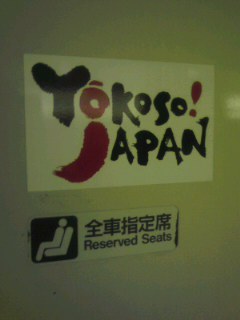 YŌKOSO!
JAPAN
全車指定席
Reserved Seats